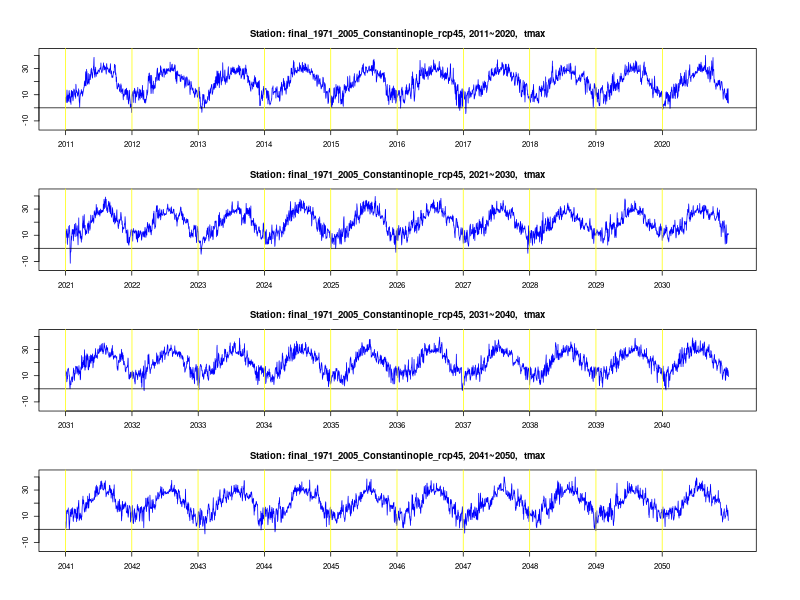 Station: final_1971_2005_Constantinople_rcp45, 2011~2020, tmax
30
10
-10
2011 2012 2013 2014 2015 2016 2017 2018 2019 2020
Station: final_1971_2005_Constantinople_rcp45, 2021~2030, tmax
30
10
-10
2021 2022 2023 2024 2025 2026 2027 2028 2029 2030
Station: final_1971_2005_Constantinople_rcp45, 2031~2040, tmax
30
10
-10
2031 2032 2033 2034 2035 2036 2037 2038 2039 2040
Station: final_1971_2005_Constantinople_rcp45, 2041~2050, tmax
30
10
-10
2041 2042 2043 2044 2045 2046 2047 2048 2049 2050